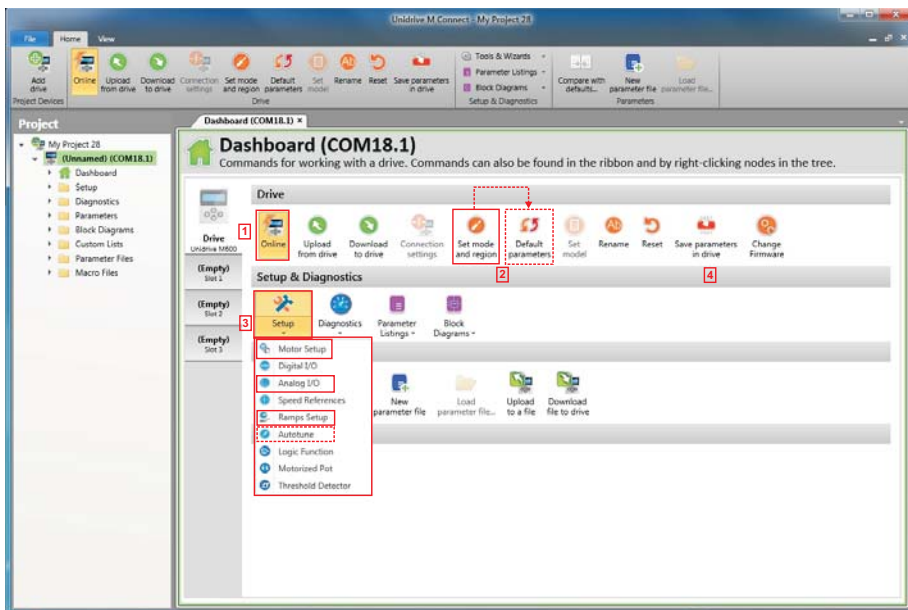 Unidrive M Connect - My Project 28
File Home View
Add drive
Online
Upload from drive
Download to drive
Connection settings
Set mode and region
Default parameters
Set model
Rename
Reset
Save parameters in drive
Tools & Wizards
Parameter Listings
Block Diagrams
Compare with defaults...
New parameter file
Load parameter file...
Project Devices
Drive
Setup & Diagnostics
Parameters
Project
My Project 28
(Unnamed) (COM18.1)
Dashboard
Setup
Diagnostics
Parameters
Block Diagrams
Custom Lists
Parameter Files
Macro Files
Dashboard (COM18.1) ×
Dashboard (COM18.1)
Commands for working with a drive. Commands can also be found in the ribbon and by right-clicking nodes in the tree.
Drive
Unidrive M600
(Empty)
Slot 1
(Empty)
Slot 2
(Empty)
Slot 3
Drive
1
Online
Upload from drive
Download to drive
Connection settings
Set mode and region
Default parameters
Set model
Rename
Reset
Save parameters in drive
Change Firmware
2
4
Setup & Diagnostics
3
Setup
Diagnostics
Parameter Listings
Block Diagrams
Motor Setup
Digital I/O
Analog I/O
Speed References
Ramps Setup
Autotune
Logic Function
Motorized Pot
Threshold Detector
New parameter file
Load parameter file...
Upload to a file
Download file to drive